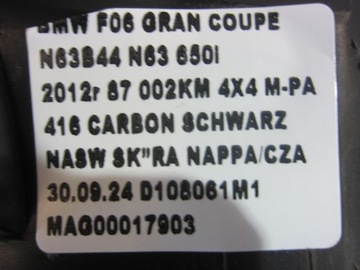 BMW F06 GRAN COUPE
N63B44 N63 650i
2012r 87 002KM 4X4 M-PA
416 CARBON SCHWARZ
NASW SK"RA NAPPA/CZA
30.09.24 D108061M1
MAG00017903